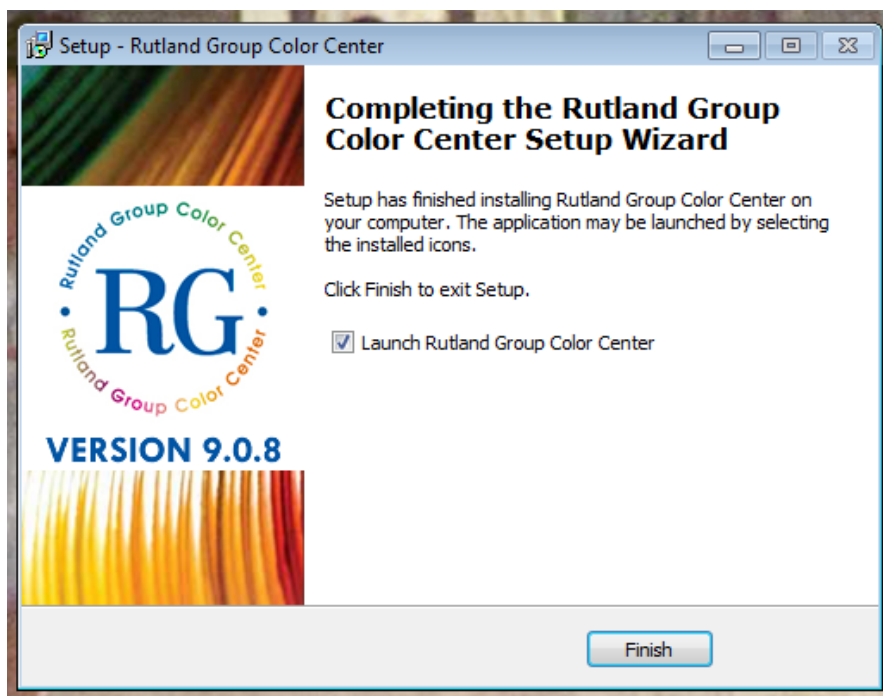 Setup - Rutland Group Color Center
Completing the Rutland Group
Color Center Setup Wizard
Setup has finished installing Rutland Group Color Center on
your computer. The application may be launched by selecting
the installed icons.
Click Finish to exit Setup.
Launch Rutland Group Color Center
Rutland Group Color Center
RG
Rutland Group Color Center
VERSION 9.0.8
Finish